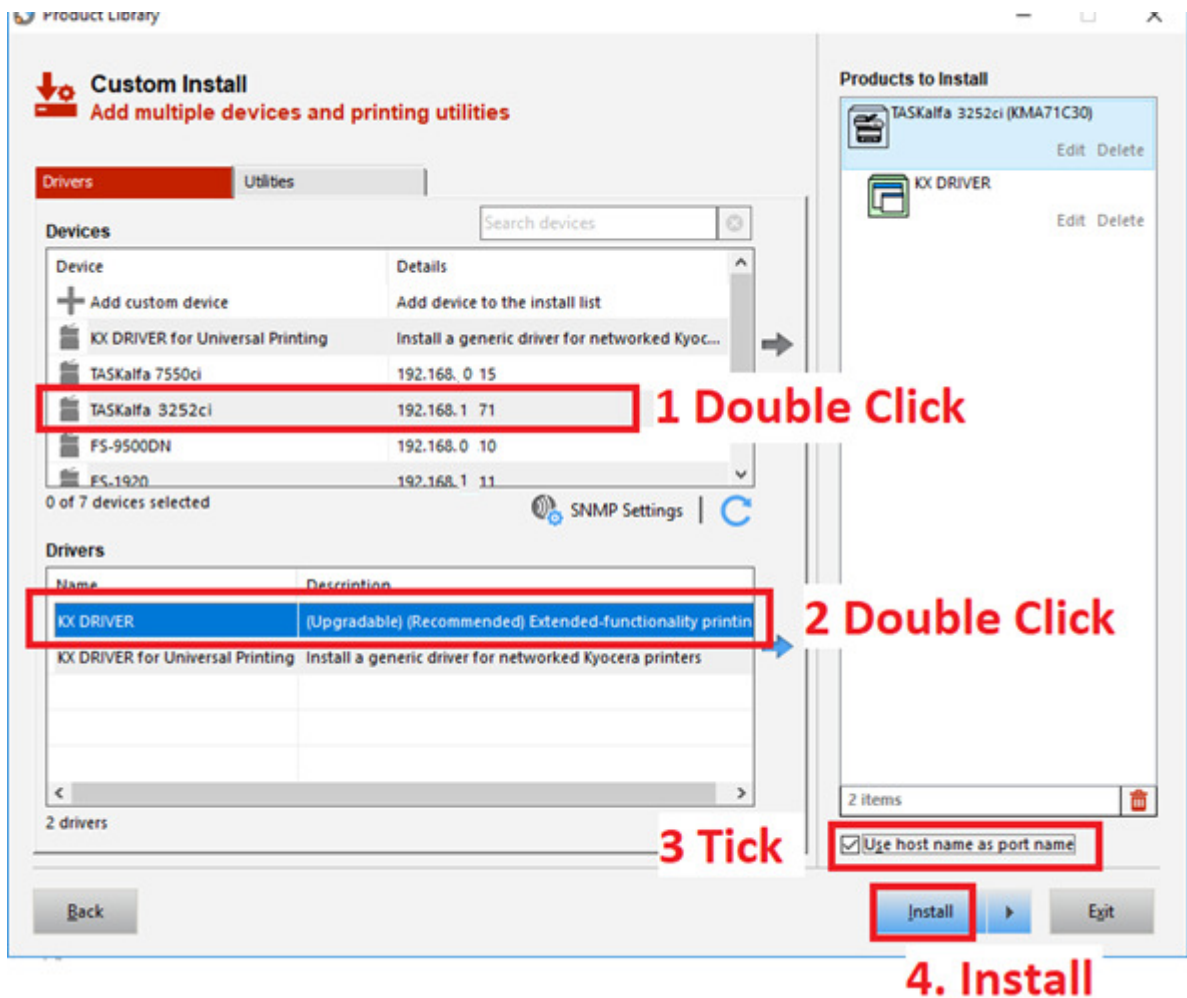 Product Library
Custom Install
Add multiple devices and printing utilities
Drivers
Utilities
Devices
Search devices
Device Details
Add custom device Add device to the install list
KX DRIVER for Universal Printing Install a generic driver for networked Kyoc...
TASKalfa 7550ci 192.168. 0 15
TASKalfa 3252ci 192.168.1 71
1 Double Click
FS-9500DN 192.168.0 10
FS-1920 192.168.1 11
0 of 7 devices selected
SNMP Settings |
Drivers
Name Description
KX DRIVER (Upgradable) (Recommended) Extended-functionality printin
2 Double Click
KX DRIVER for Universal Printing Install a generic driver for networked Kyocera printers
2 drivers
3 Tick
Back
Products to Install
TASKalfa 3252ci (KMA71C30)
Edit Delete
KX DRIVER
Edit Delete
2 items
Use host name as port name
Install
Exit
4. Install